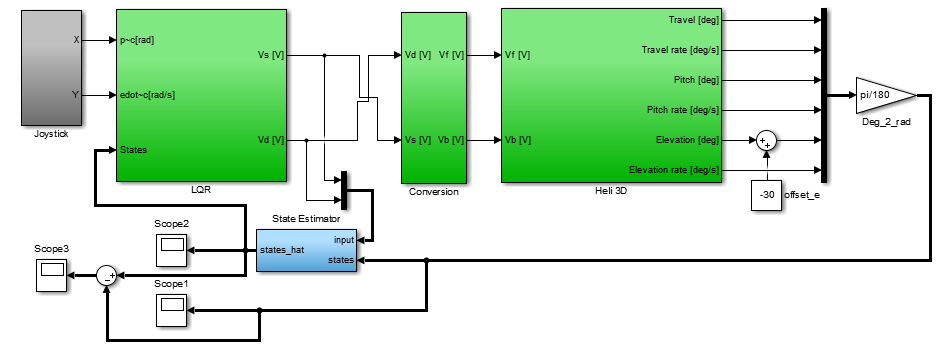 X
Y
Joystick
p~c[rad]
edot~c[rad/s]
States
Vs [V]
Vd [V]
LQR
Vd [V] Vf [V]
Vs [V] Vb [V]
Conversion
Vf [V]
Vb [V]
Travel [deg]
Travel rate [deg/s]
Pitch [deg]
Pitch rate [deg/s]
Elevation [deg]
Elevation rate [deg/s]
Heli 3D
+
+
-30
offset_e
pi/180
Deg_2_rad
State Estimator
input
states_hat
states
Scope2
Scope3
-
+
Scope1